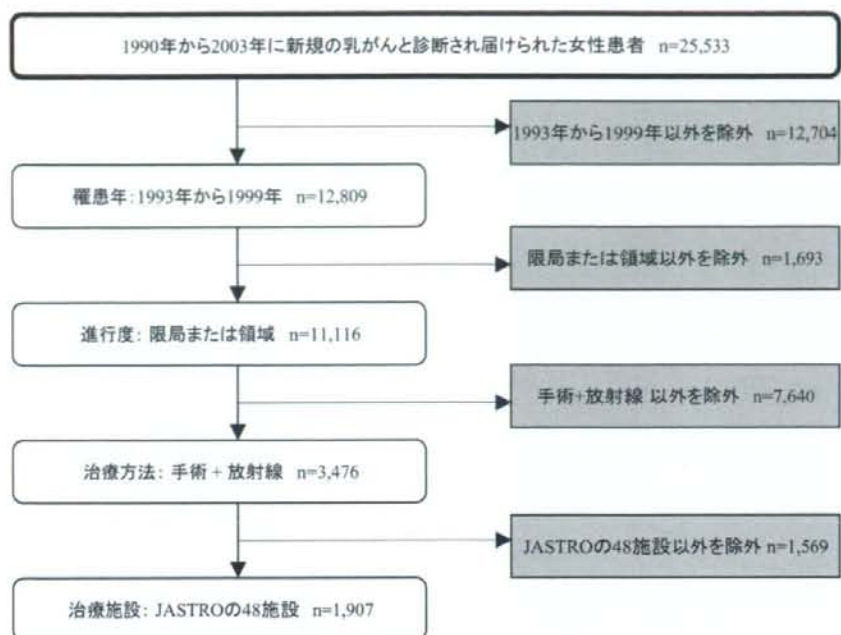 1990年から2003年に新規の乳がんと診断され届けられた女性患者 n=25,533
1993年から1999年以外を除外 n=12,704
罹患年：1993年から1999年 n=12,809
限局または領域以外を除外 n=1,693
進行度：限局または領域 n=11,116
手術+放射線 以外を除外 n=7,640
治療方法：手術 + 放射線 n=3,476
JASTROの48施設以外を除外 n=1,569
治療施設：JASTROの48施設 n=1,907